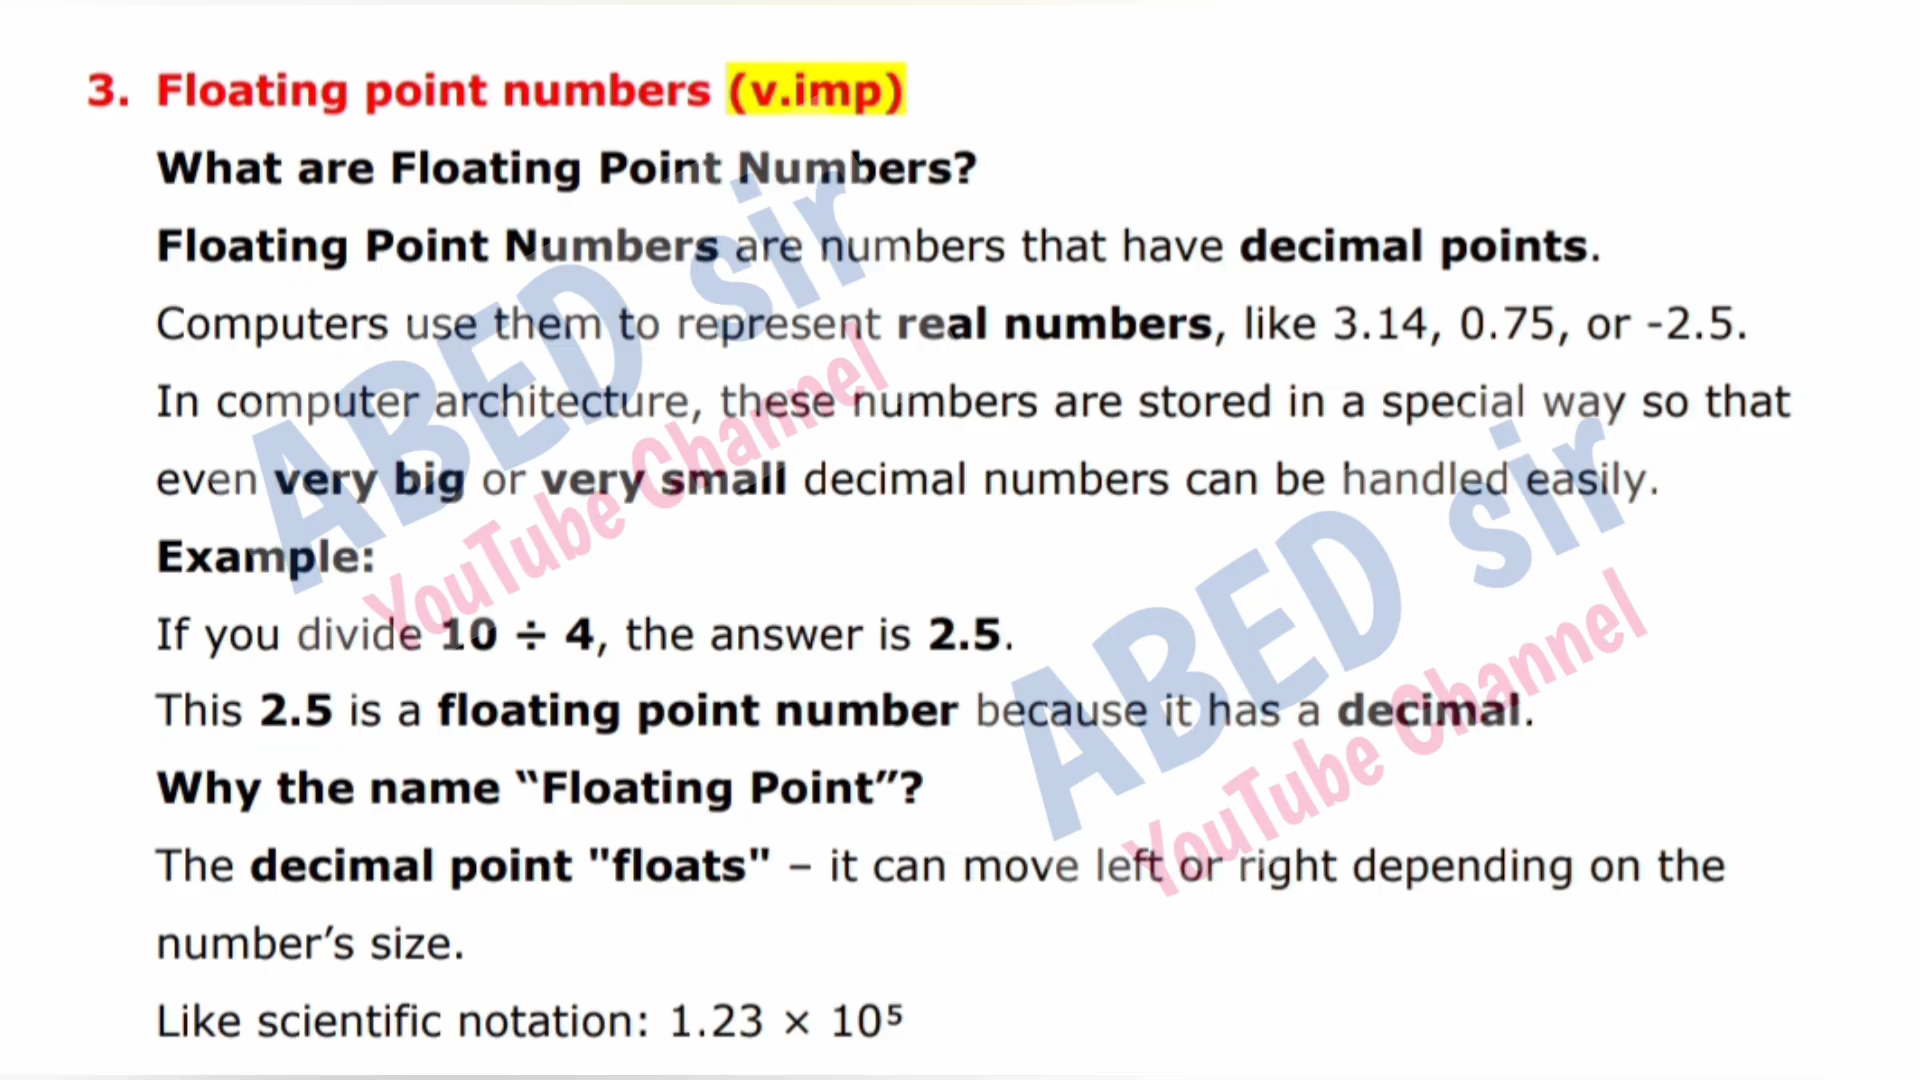 3. Floating point numbers (v.imp)
What are Floating Point Numbers?
Floating Point Numbers are numbers that have decimal points.
Computers use them to represent real numbers, like 3.14, 0.75, or -2.5.
In computer architecture, these numbers are stored in a special way so that
even very big or very small decimal numbers can be handled easily.
Example:
If you divide 10 ÷ 4, the answer is 2.5.
This 2.5 is a floating point number because it has a decimal.
Why the name “Floating Point”?
The decimal point "floats" – it can move left or right depending on the
number’s size.
Like scientific notation: 1.23 × 10⁵
ABED sir
YouTube Channel
ABED sir
YouTube Channel